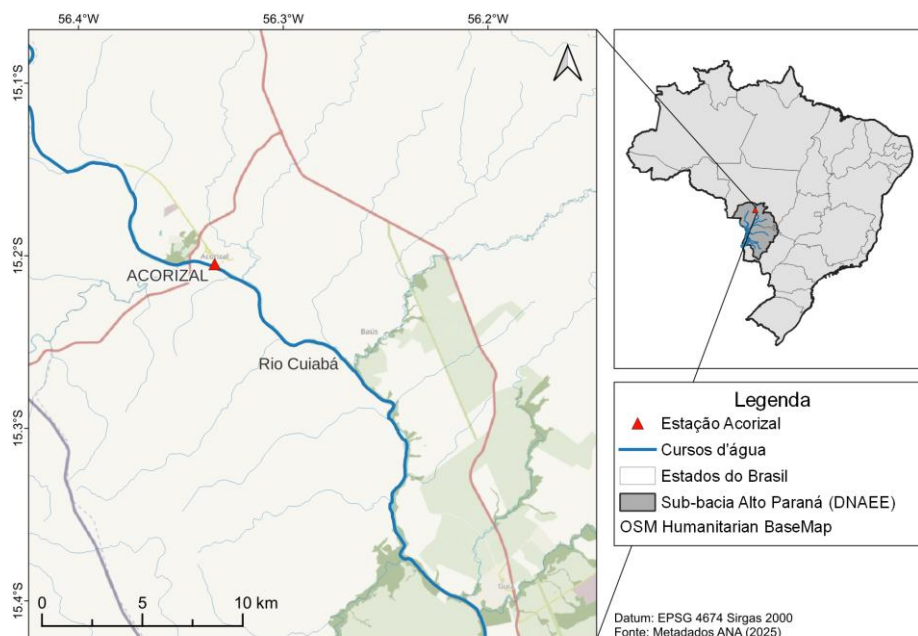 56.4°W
56.3°W
56.2°W
15.1°S
15.2°S
15.3°S
15.4°S
Acorizal
ACORIZAL
Baús
Rio Cuiabá
0 5 10 km
Legenda
Estação Acorizal
Cursos d'água
Estados do Brasil
Sub-bacia Alto Paraná (DNAEE)
OSM Humanitarian BaseMap
Datum: EPSG 4674 Sirgas 2000
Fonte: Metadados ANA (2025)